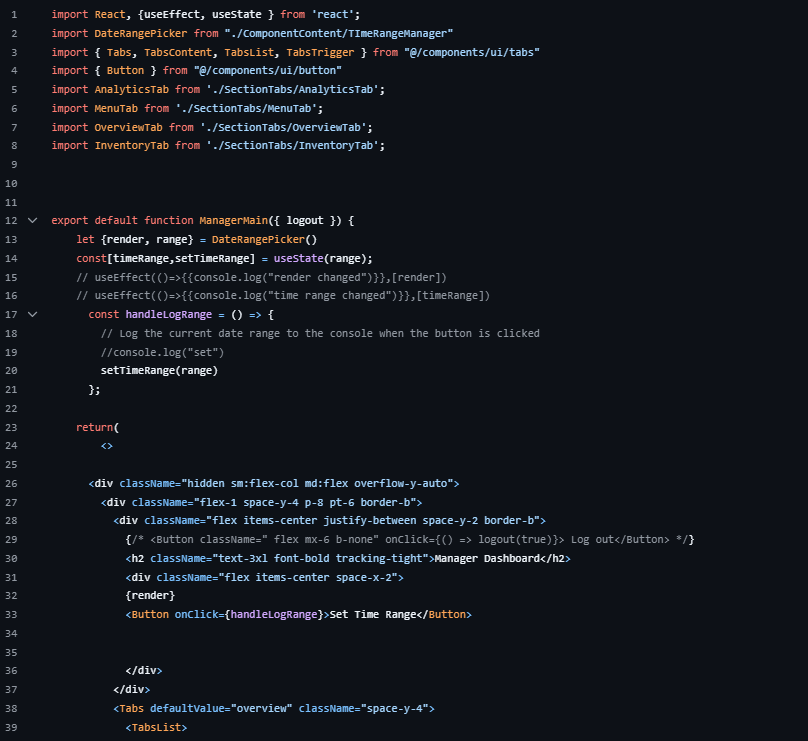 1 import React, {useEffect, useState } from 'react';
2 import DateRangePicker from "./ComponentContent/TImeRangeManager"
3 import { Tabs, TabsContent, TabsList, TabsTrigger } from "@/components/ui/tabs"
4 import { Button } from "@/components/ui/button"
5 import AnalyticsTab from './SectionTabs/AnalyticsTab';
6 import MenuTab from './SectionTabs/MenuTab';
7 import OverviewTab from './SectionTabs/OverviewTab';
8 import InventoryTab from './SectionTabs/InventoryTab';
9
10
11
12 export default function ManagerMain({ logout }) {
13 let {render, range} = DateRangePicker()
14 const[timeRange,setTimeRange] = useState(range);
15 // useEffect(()=>{{console.log("render changed")}},[render])
16 // useEffect(()=>{{console.log("time range changed")}},[timeRange])
17 const handleLogRange = () => {
18 // Log the current date range to the console when the button is clicked
19 //console.log("set")
20 setTimeRange(range)
21 };
22
23 return(
24 <>
25
26 <div className="hidden sm:flex-col md:flex overflow-y-auto">
27 <div className="flex-1 space-y-4 p-8 pt-6 border-b">
28 <div className="flex items-center justify-between space-y-2 border-b">
29 {/* <Button className=" flex mx-6 b-none" onClick={() => logout(true)}> Log out</Button> */}
30 <h2 className="text-3xl font-bold tracking-tight">Manager Dashboard</h2>
31 <div className="flex items-center space-x-2">
32 {render}
33 <Button onClick={handleLogRange}>Set Time Range</Button>
34
35
36 </div>
37 </div>
38 <Tabs defaultValue="overview" className="space-y-4">
39 <TabsList>